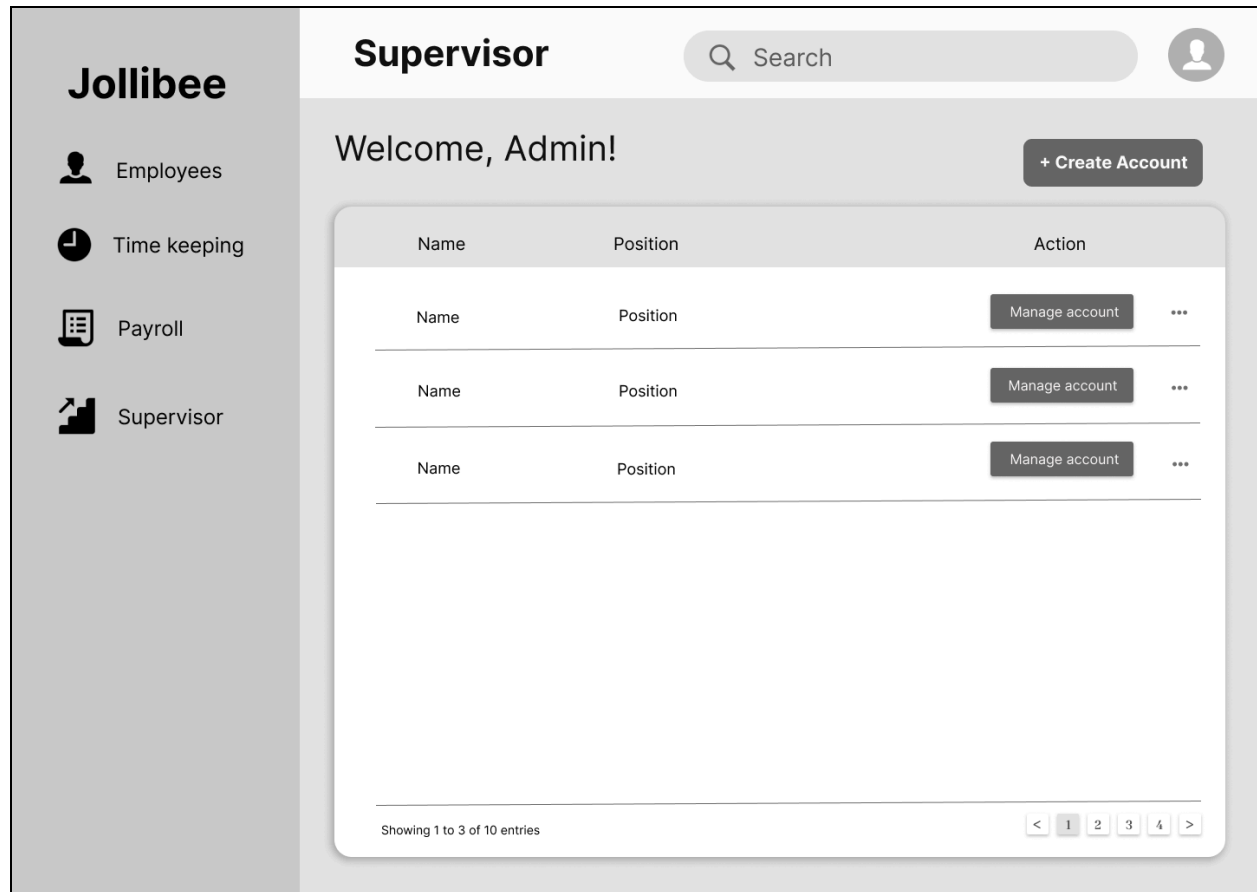 Jollibee
Employees
Time keeping
Payroll
Supervisor
Supervisor
Search
Welcome, Admin!
+ Create Account
Name Position Action
Name Position Manage account •••
Name Position Manage account •••
Name Position Manage account •••
Showing 1 to 3 of 10 entries
< 1 2 3 4 >